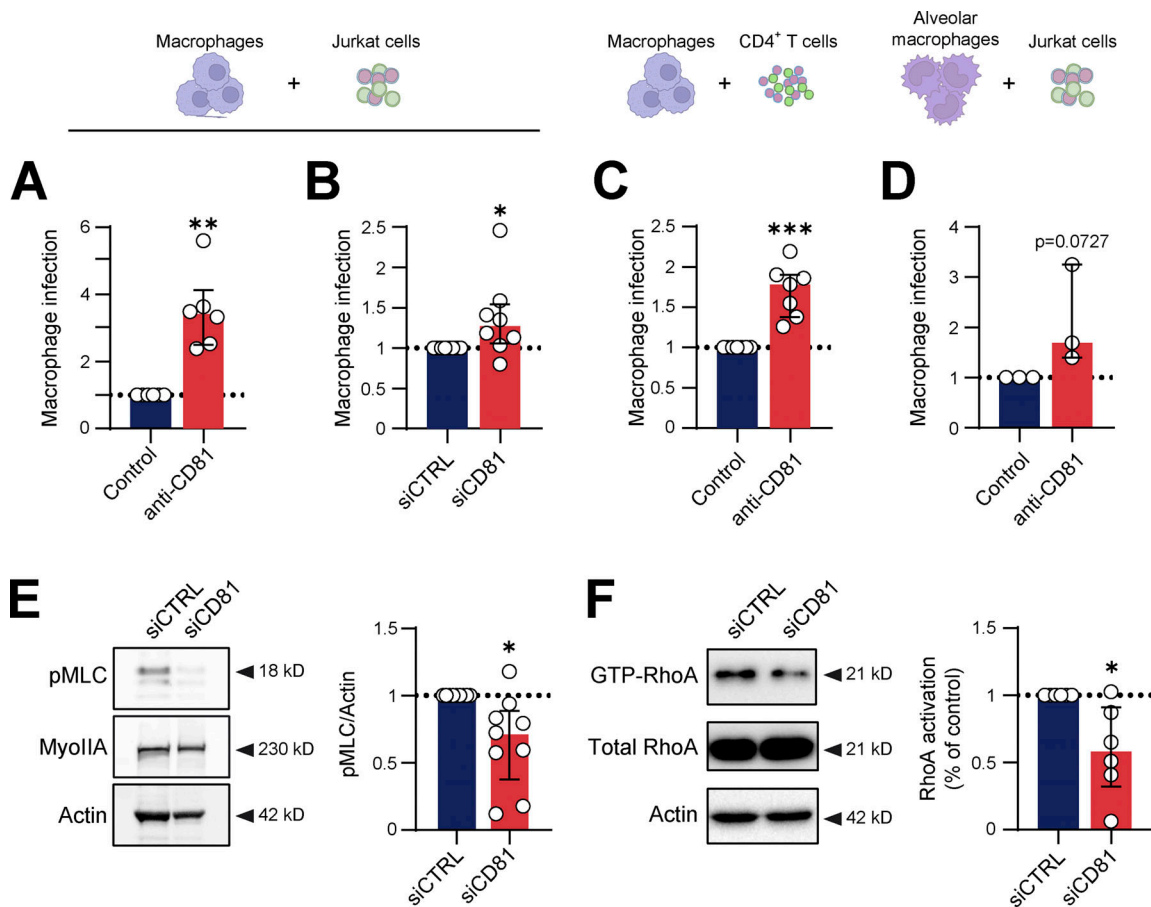 Macrophages
+
Jurkat cells
Macrophages
+
CD4⁺ T cells
Alveolar
macrophages
+
Jurkat cells
A
Macrophage infection
6
4
2
0
**
Control
anti-CD81
B
Macrophage infection
2.5
2
1.5
1
0.5
0
*
siCTRL
siCD81
C
Macrophage infection
2.5
2
1.5
1
0.5
0
***
Control
anti-CD81
D
Macrophage infection
4
3
2
1
0
p=0.0727
Control
anti-CD81
E
siCTRL
siCD81
pMLC
18 kD
MyoIIA
230 kD
Actin
42 kD
pMLC/Actin
1.5
1
0.5
0
*
siCTRL
siCD81
F
siCTRL
siCD81
GTP-RhoA
21 kD
Total RhoA
21 kD
Actin
42 kD
RhoA activation
(% of control)
1.5
1
0.5
0
*
siCTRL
siCD81